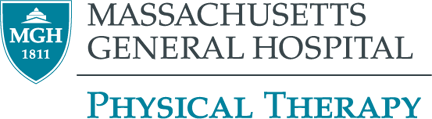 MGH
1811
MASSACHUSETTS
GENERAL HOSPITAL
PHYSICAL THERAPY